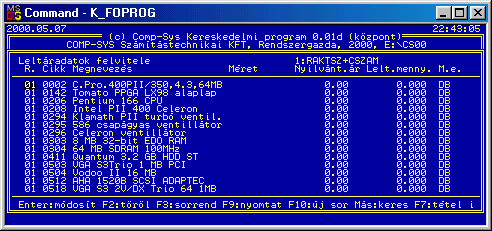 Command - K_FOPROG
2000.05.07 22:43:05
(c) Comp-Sys Kereskedelmi program 0.01d (központ)
COMP-SYS Számítástechnikai KFT, Rendszergazda, 2000, E:\CS00
Leltáradatok felvitele 1:RAKTSZ+CSZAM
R. Cikk Megnevezés Méret Nyilvánt.ár Lelt.menny. M.e.
01 0002 C.Pro.400PII/350,4.3,64MB 0.00 0.000 DB
01 0142 Tomato PPGA LX98 alaplap 0.00 0.000 DB
01 0206 Pentium 166 CPU 0.00 0.000 DB
01 0208 Intel PII 400 Celeron 0.00 0.000 DB
01 0294 Klamath PII turbó ventil. 0.00 0.000 DB
01 0295 586 csapágyas ventillátor 0.00 0.000 DB
01 0296 Celeron ventillátor 0.00 0.000 DB
01 0303 8 MB 32-bit EDO RAM 0.00 0.000 DB
01 0304 64 MB SDRAM 100MHz 0.00 0.000 DB
01 0411 Quantum 3.2 GB HDD ST 0.00 0.000 DB
01 0503 VGA S3Trio 1 MB PCI 0.00 0.000 DB
01 0504 Vodoo II 16 MB 0.00 0.000 DB
01 0512 AHA 1520B SCSI ADAPTEC 0.00 0.000 DB
01 0518 VGA S3 2V/DX Trio 64 1MB 0.00 0.000 DB
Enter:módosít F2:töröl F3:sorrend F9:nyomtat F10:új sor Más:keres F7:tétel i